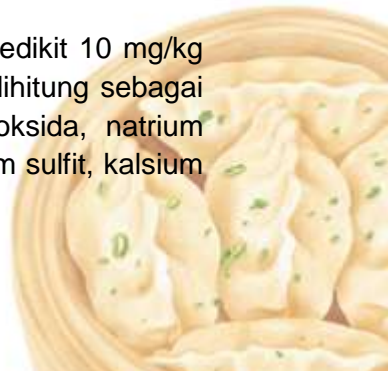 edikit 10 mg/kg
dihitung sebagai
oksida, natrium
m sulfit, kalsium